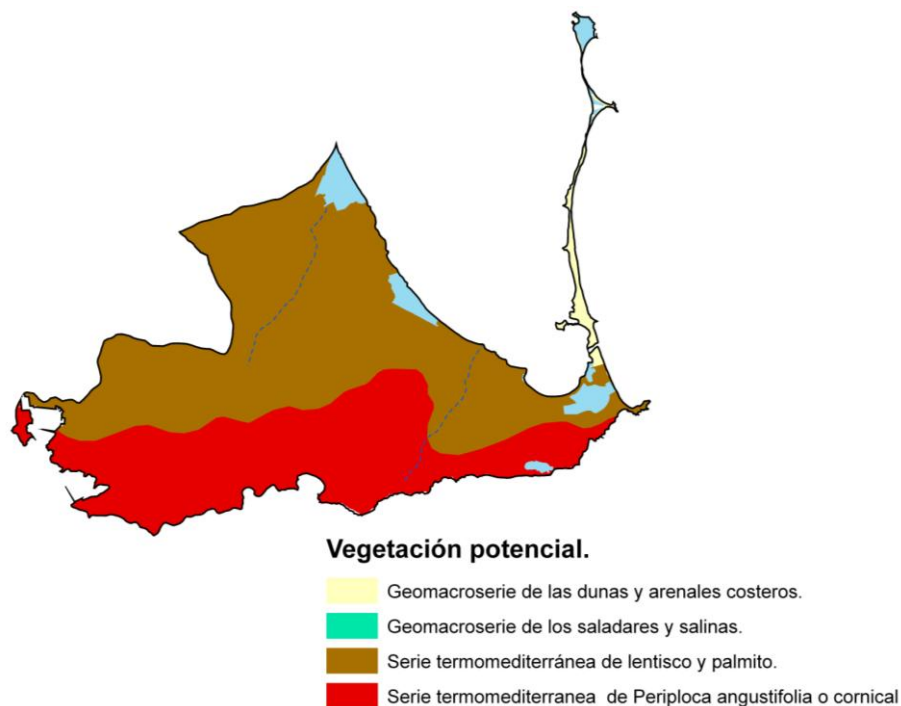 Vegetación potencial.
Geomacroserie de las dunas y arenales costeros.
Geomacroserie de los saladares y salinas.
Serie termomediterránea de lentisco y palmito.
Serie termomediterranea de Periploca angustifolia o cornical